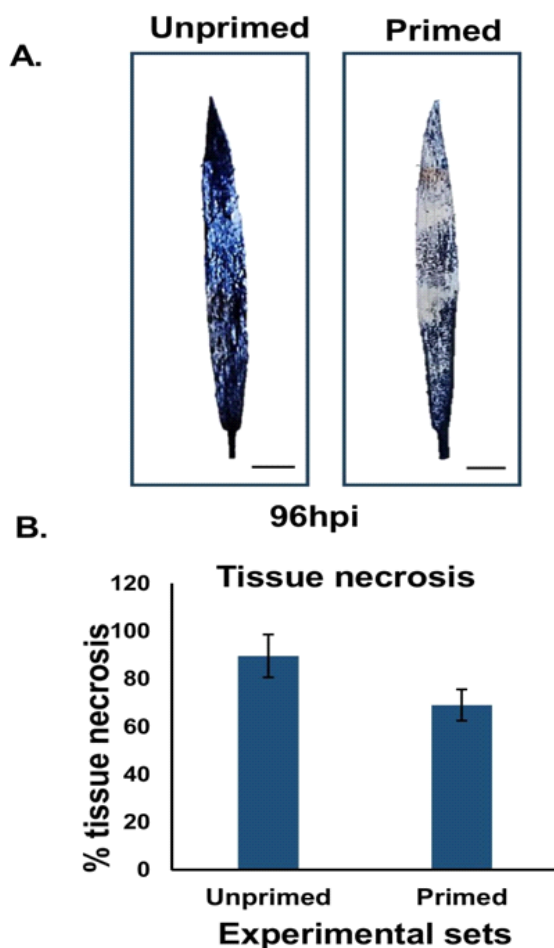 A.
Unprimed Primed
96hpi
B.
Tissue necrosis
% tissue necrosis
120
100
80
60
40
20
0
Unprimed Primed
Experimental sets